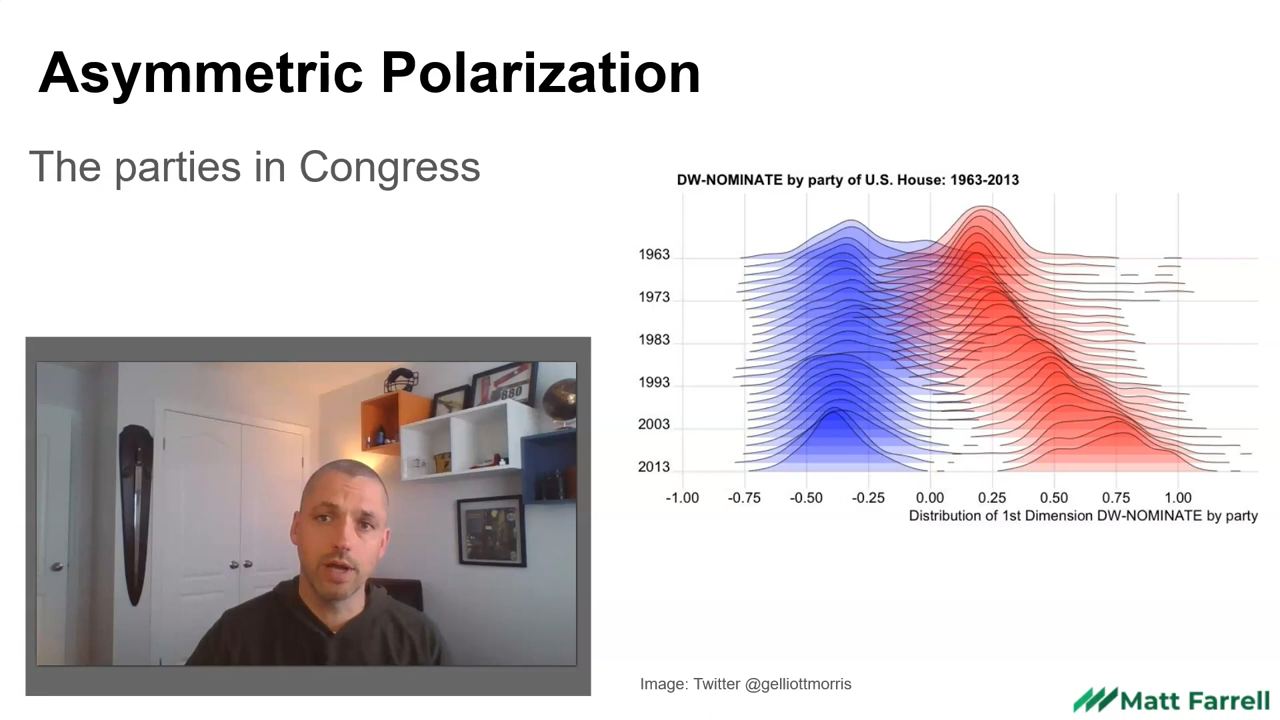 Asymmetric Polarization
The parties in Congress
DW-NOMINATE by party of U.S. House: 1963-2013
1963
1973
1983
1993
2003
2013
-1.00 -0.75 -0.50 -0.25 0.00 0.25 0.50 0.75 1.00
Distribution of 1st Dimension DW-NOMINATE by party
880
Image: Twitter @gelliottmorris
Matt Farrell